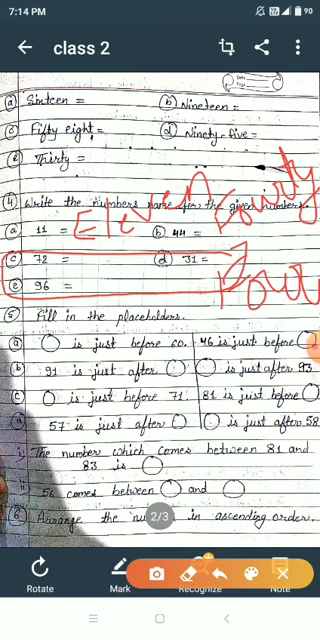 7:14 PM
90
class 2
(a) Sixteen =
(b) Nineteen =
(c) Fifty eight =
(d) Ninety-five =
(e) Thirty =
(4) Write the numbers name for the given numbers.
(a) 11 = Eleven
(b) 44 = Fourty Four
(c) 72 =
(d) 31 =
(e) 96 =
(5) Fill in the placeholders.
(a) ◯ is just before 60.
46 is just before ◯
(b) 91 is just after ◯
◯ is just after 93
(c) ◯ is just before 71.
81 is just before ◯
(d) 57 is just after ◯
◯ is just after 58
i) The number which comes between 81 and
83 is ◯
ii 56 comes between ◯ and ◯
(6) Arrange the in ascending order.
2/3
Rotate
Mark
Recognize